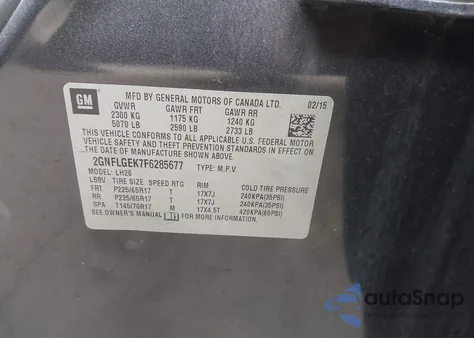 GM
MFD BY GENERAL MOTORS OF CANADA LTD. 02/15
GVWR GAWR FRT GAWR RR
2300 KG 1175 KG 1240 KG
5070 LB 2590 LB 2733 LB
THIS VEHICLE CONFORMS TO ALL APPLICABLE U.S. FEDERAL MOTOR
VEHICLE SAFETY AND THEFT PREVENTION STANDARDS IN EFFECT ON
THE DATE OF MANUFACTURE SHOWN ABOVE.
2GNFLGEK7F6285677 TYPE: M.P.V.
MODEL: LH26
LBBV TIRE SIZE SPEED RTG RIM COLD TIRE PRESSURE
FRT P225/65R17 T 17X7J 240KPA(35PSI)
RR P225/65R17 T 17X7J 240KPA(35PSI)
SPA T145/70R17 M 17X4.5T 420KPA(60PSI)
SEE OWNER'S MANUAL FOR MORE INFORMATION.
autoSnap